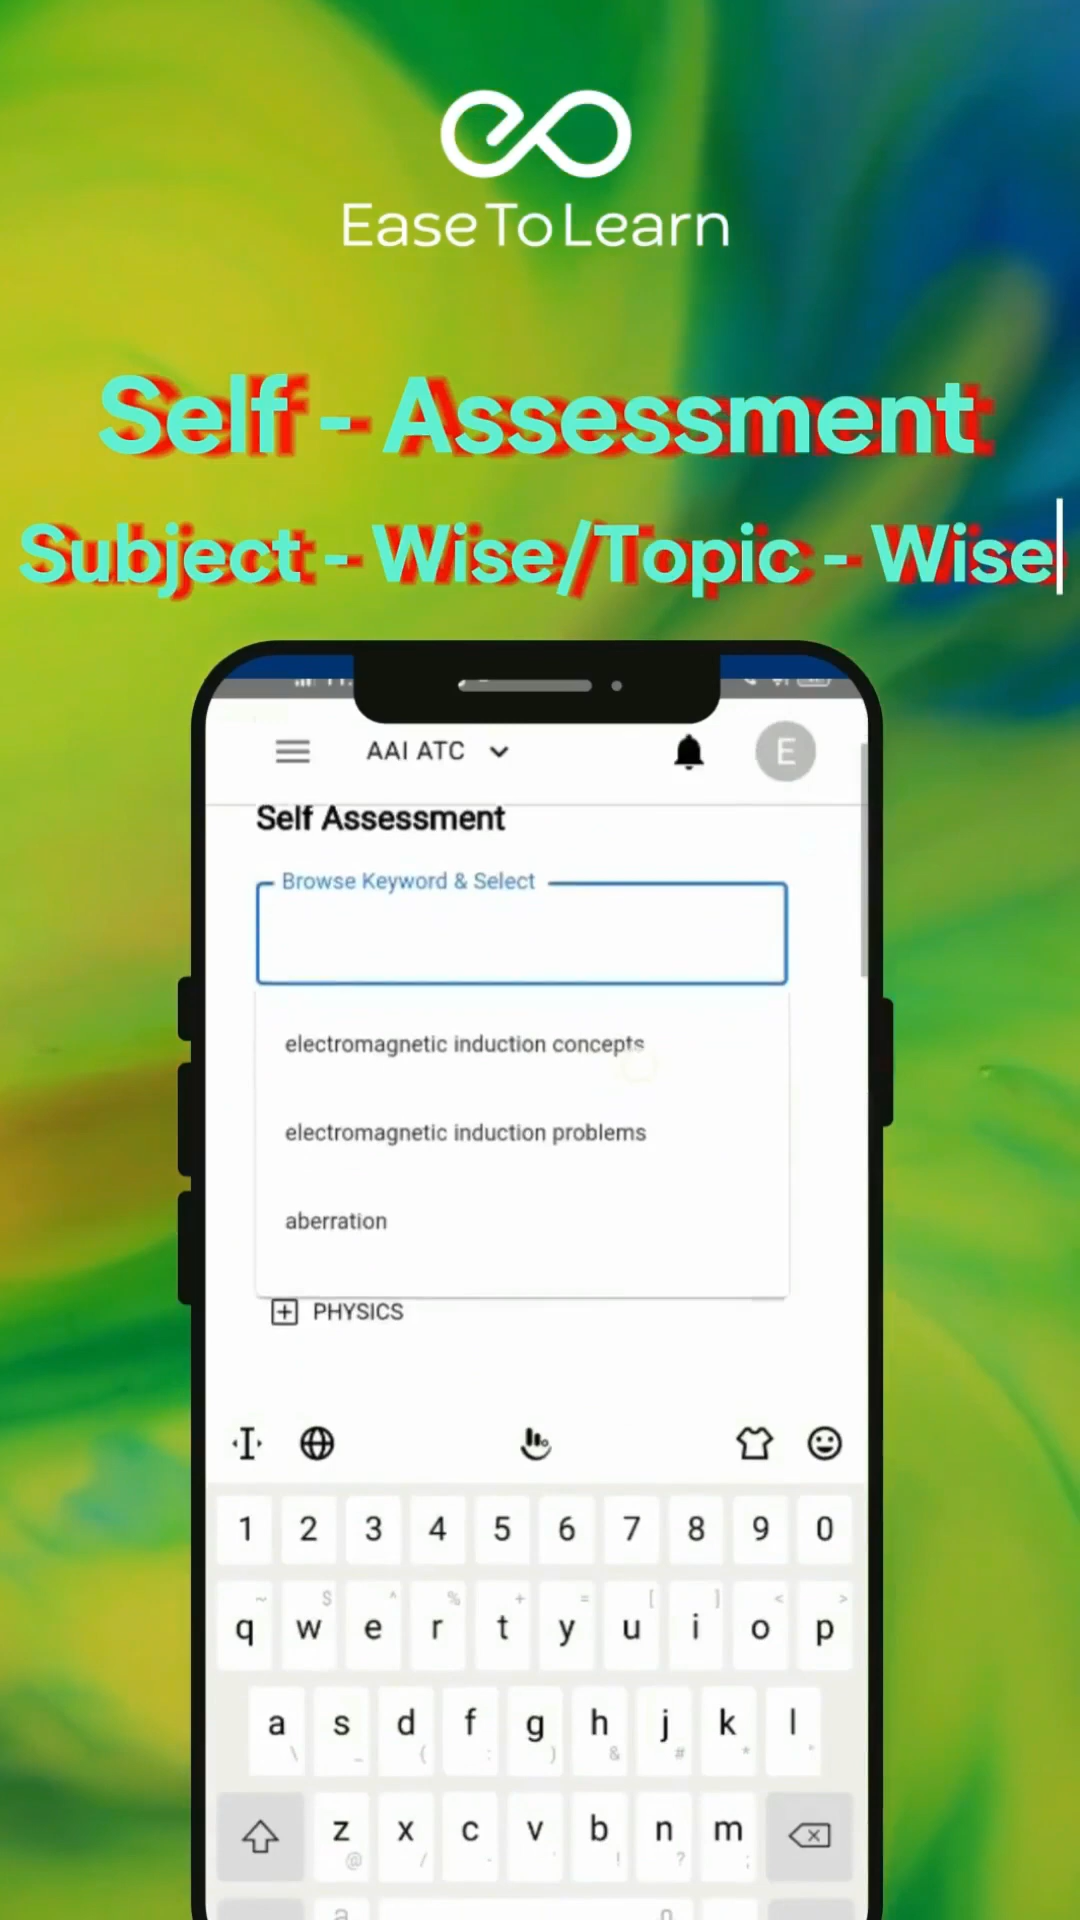 EaseToLearn
Self - Assessment
Subject - Wise/Topic - Wise
AAI ATC
E
Self Assessment
Browse Keyword & Select
electromagnetic induction concepts
electromagnetic induction problems
aberration
PHYSICS
1 2 3 4 5 6 7 8 9 0
~ $ ^ % + = [ ] < >
q w e r t y u i o p
a s d f g h j k l
\ _ ( : ) & # *
z x c v b n m
@ / - ' ! ? ;